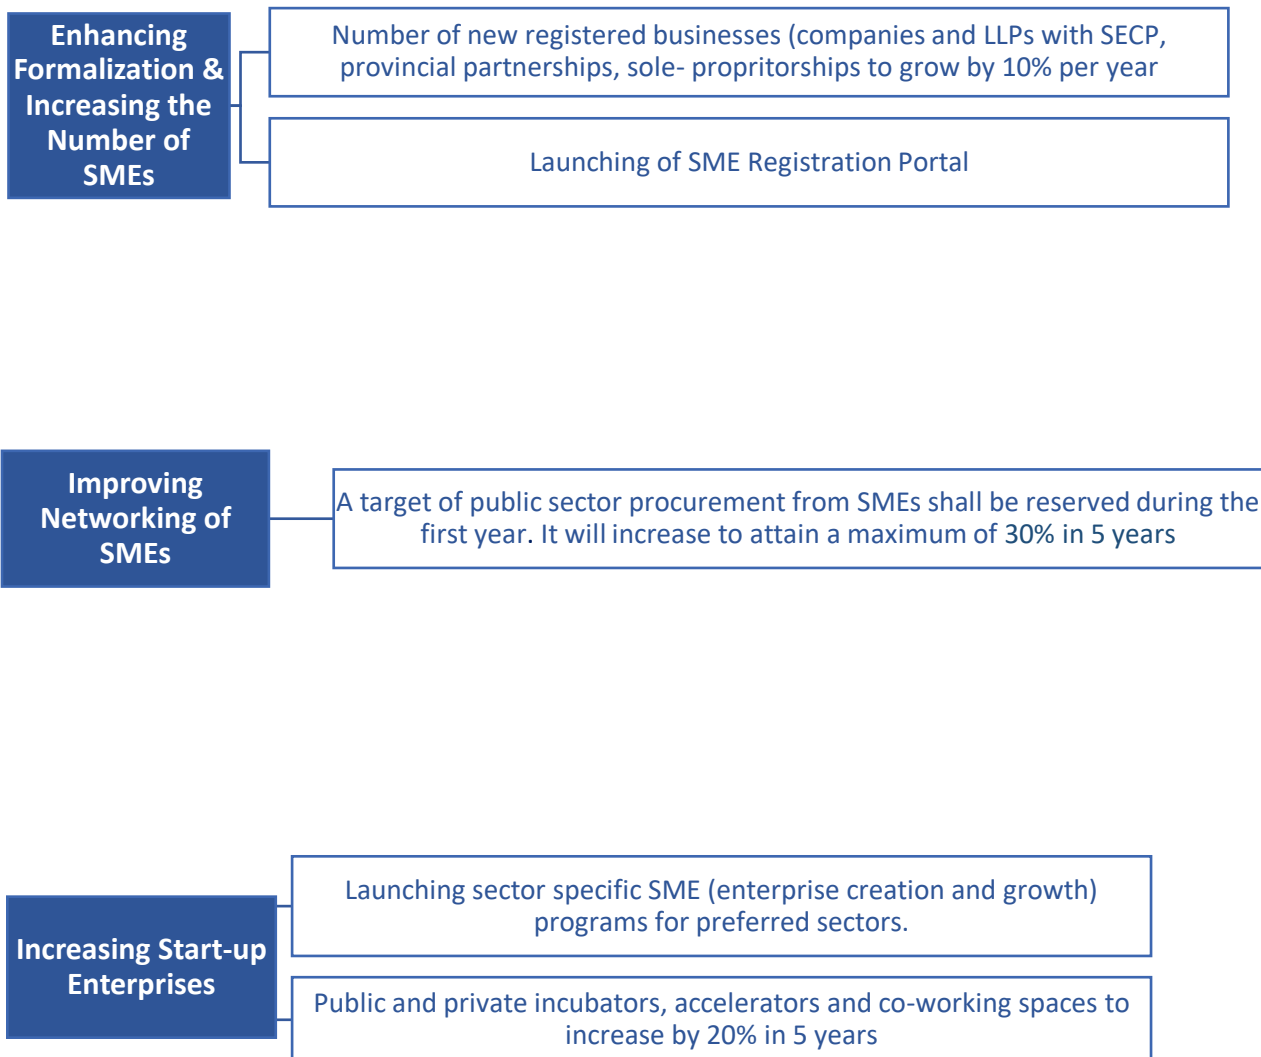 Enhancing
Formalization &
Increasing the
Number of
SMEs
Number of new registered businesses (companies and LLPs with SECP,
provincial partnerships, sole- propritorships to grow by 10% per year
Launching of SME Registration Portal
Improving
Networking of
SMEs
A target of public sector procurement from SMEs shall be reserved during the
first year. It will increase to attain a maximum of 30% in 5 years
Increasing Start-up
Enterprises
Launching sector specific SME (enterprise creation and growth)
programs for preferred sectors.
Public and private incubators, accelerators and co-working spaces to
increase by 20% in 5 years